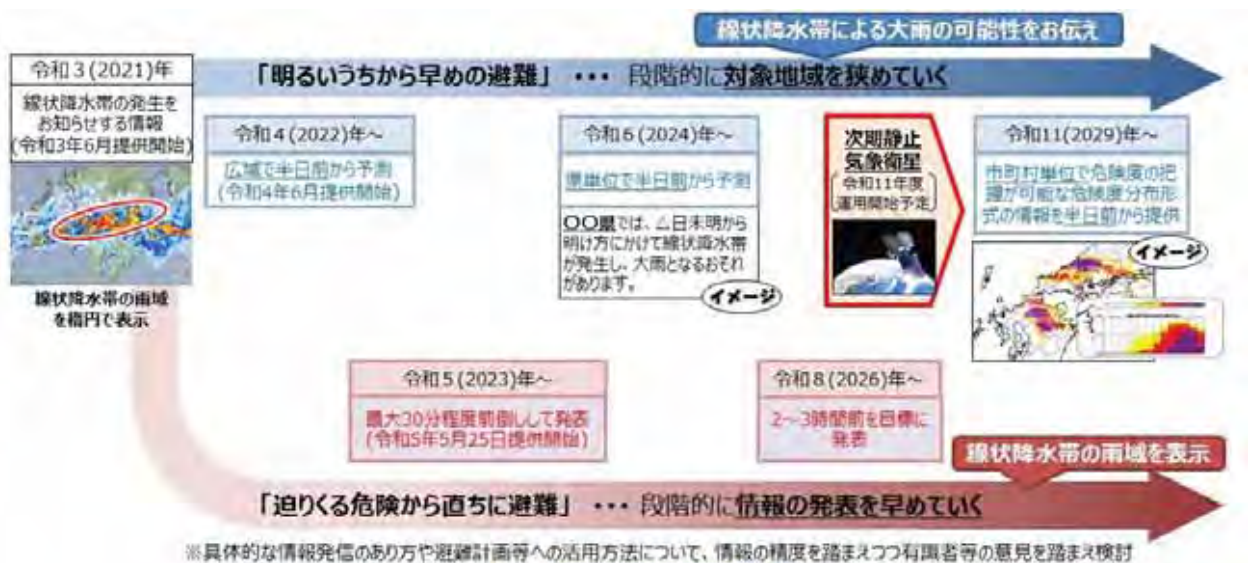 線状降水帯による大雨の可能性をお伝え
「明るいうちから早めの避難」 ・・・ 段階的に対象地域を狭めていく
令和3(2021)年
線状降水帯の発生を
お知らせする情報
(令和3年6月提供開始)
線状降水帯の雨域
を楕円で表示
令和4(2022)年～
広域で半日前から予測
(令和4年6月提供開始)
令和6(2024)年～
県単位で半日前から予測
〇〇県では、△日未明から
明け方にかけて線状降水帯
が発生し、大雨となるおそれ
があります。
イメージ
次期静止
気象衛星
令和11年度
運用開始予定
令和11(2029)年～
市町村単位で危険度の把
握が可能な危険度分布形
式の情報を半日前から提供
イメージ
令和5(2023)年～
最大30分程度前倒しして発表
(令和5年5月25日提供開始)
令和8(2026)年～
2～3時間前を目標に
発表
線状降水帯の雨域を表示
「迫りくる危険から直ちに避難」 ・・・ 段階的に情報の発表を早めていく
※具体的な情報発信のあり方や避難計画等への活用方法について、情報の精度を踏まえつつ有識者等の意見を踏まえ検討